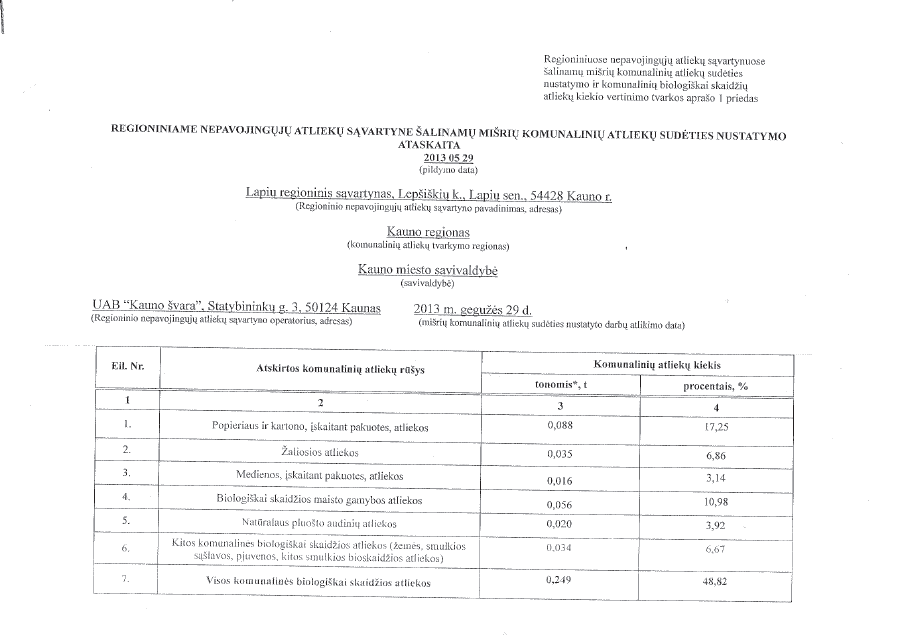 Regioniniuose nepavojingųjų atliekų sąvartynuose
šalinamų mišrių komunalinių atliekų sudėties
nustatymo ir komunalinių biologiškai skaidžių
atliekų kiekio vertinimo tvarkos aprašo 1 priedas
REGIONINIAME NEPAVOJINGŲJŲ ATLIEKŲ SĄVARTYNE ŠALINAMŲ MIŠRIŲ KOMUNALINIŲ ATLIEKŲ SUDĖTIES NUSTATYMO
ATASKAITA
2013 05 29
(pildymo data)
Lapių regioninis sąvartynas, Lepšiškių k., Lapių sen., 54428 Kauno r.
(Regioninio nepavojingųjų atliekų sąvartyno pavadinimas, adresas)
Kauno regionas
(komunalinių atliekų tvarkymo regionas)
Kauno miesto savivaldybė
(savivaldybė)
UAB “Kauno švara”, Statybininkų g. 3, 50124 Kaunas 2013 m. gegužės 29 d.
(Regioninio nepavojingųjų atliekų sąvartyno operatorius, adresas) (mišrių komunalinių atliekų sudėties nustatyto darbų atlikimo data)
Eil. Nr. Atskirtos komunalinių atliekų rūšys Komunalinių atliekų kiekis
tonomis*, t procentais, %
1 2 3 4
1. Popieriaus ir kartono, įskaitant pakuotes, atliekos 0,088 17,25
2. Žaliosios atliekos 0,035 6,86
3. Medienos, įskaitant pakuotes, atliekos 0,016 3,14
4. Biologiškai skaidžios maisto gamybos atliekos 0,056 10,98
5. Natūralaus pluošto audinių atliekos 0,020 3,92
6. Kitos komunalinės biologiškai skaidžios atliekos (žemės, smulkios 0,034 6,67
sąšlavos, pjuvenos, kitos smulkios bioskaidžios atliekos)
7. Visos komunalinės biologiškai skaidžios atliekos 0,249 48,82